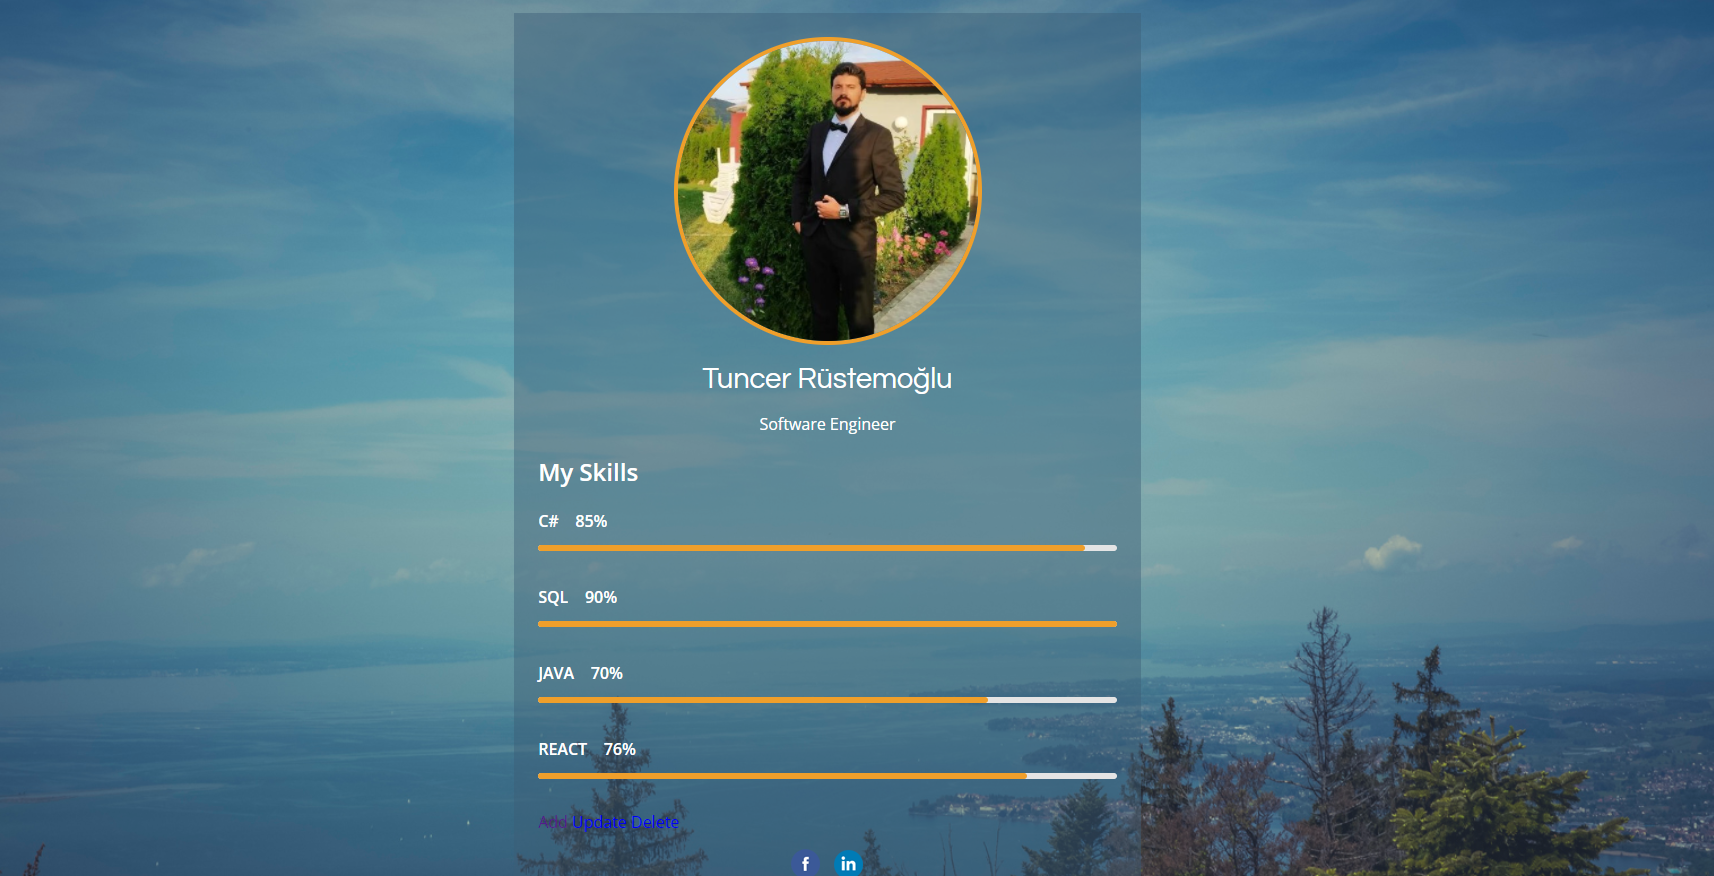 Tuncer Rüstemoğlu
Software Engineer
My Skills
C# 85%
SQL 90%
JAVA 70%
REACT 76%
Add Update Delete
f in